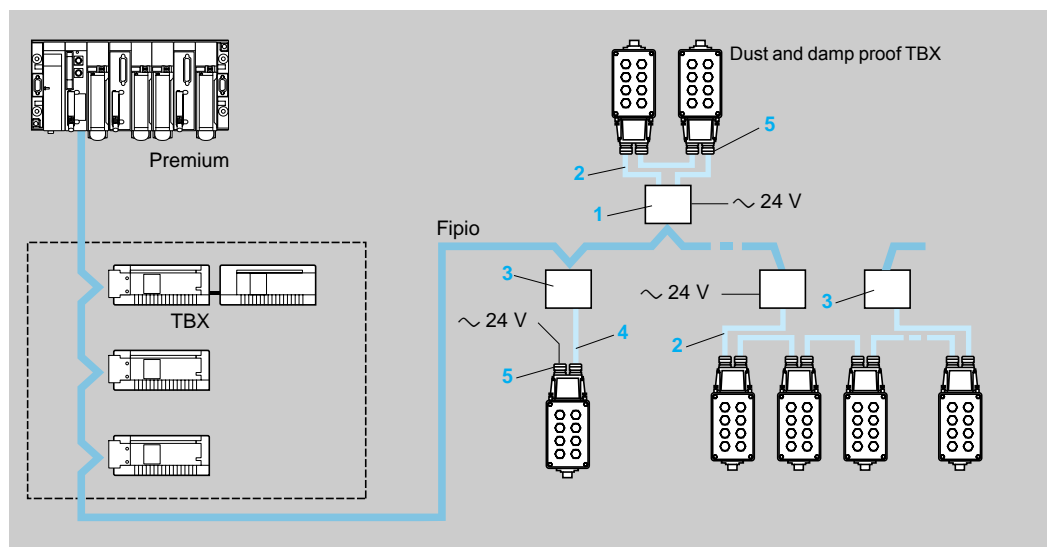 Dust and damp proof TBX
5
Premium
2
1
∼ 24 V
Fipio
3
∼ 24 V
3
TBX
∼ 24 V
4
2
5